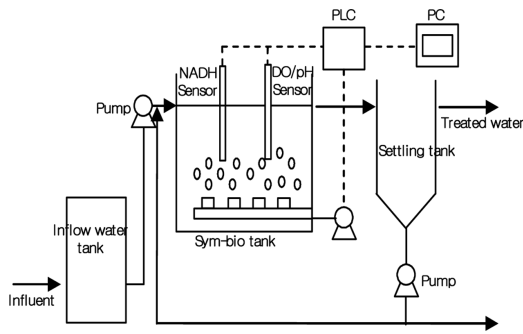 PLC
PC
NADH
Sensor
DO/pH
Sensor
Pump
Treated water
Settling tank
Inflow water
tank
Sym-bio tank
Influent
Pump